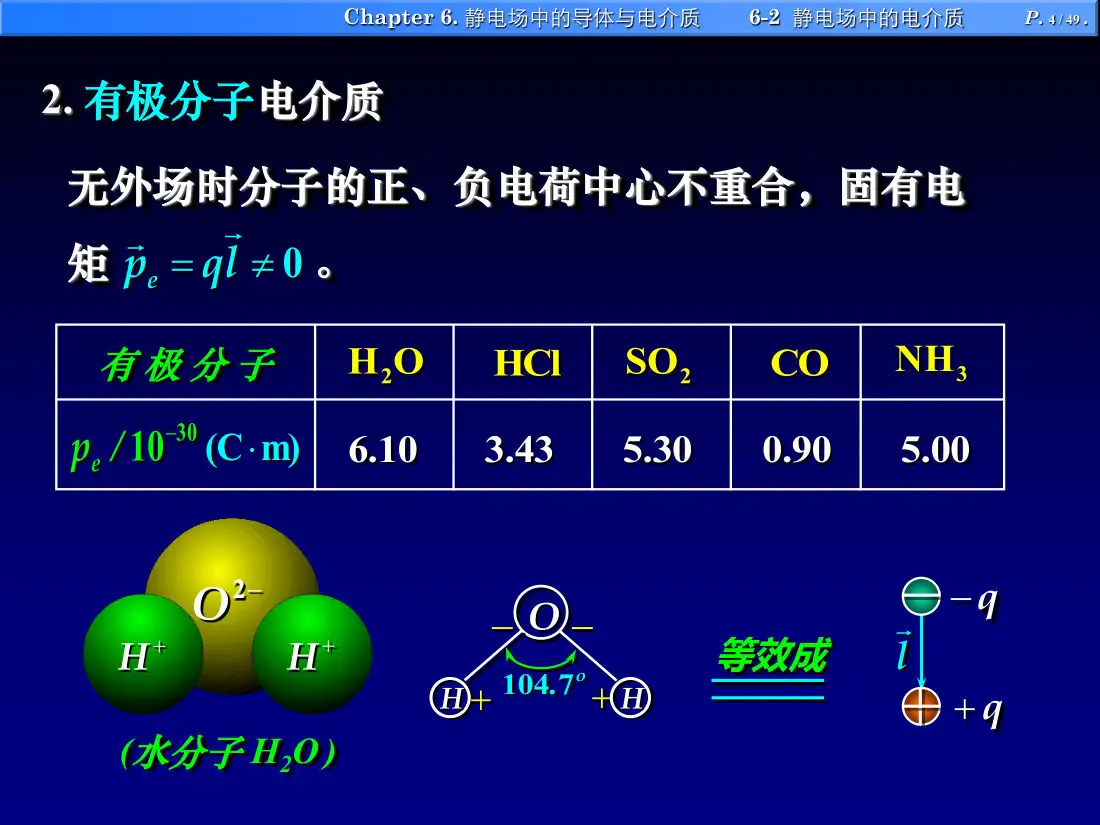 Chapter 6. 静电场中的导体与电介质 6-2 静电场中的电介质 P. 4 / 49 .
2. 有极分子电介质
无外场时分子的正、负电荷中心不重合，固有电
矩 p⃗ₑ = ql⃗ ≠ 0 。
有极分子 H₂O HCl SO₂ CO NH₃
pₑ / 10⁻³⁰ (C · m) 6.10 3.43 5.30 0.90 5.00
O²⁻
H⁺ H⁺
(水分子 H₂O)
− O −
104.7º
H + + H
等效成
− q
l⃗
+ q